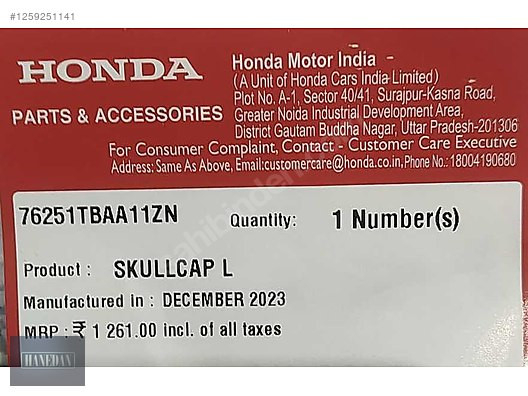 #1259251141
HONDA
PARTS & ACCESSORIES
Honda Motor India
(A Unit of Honda Cars India Limited)
Plot No. A-1, Sector 40/41, Surajpur-Kasna Road,
Greater Noida Industrial Development Area,
District Gautam Buddha Nagar, Uttar Pradesh-201306
For Consumer Complaint, Contact - Customer Care Executive
Address: Same As Above, Email:customercare@honda.co.in,Phone No.: 18004190680
76251TBAA11ZN Quantity: 1 Number(s)
Product : SKULLCAP L
Manufactured in : DECEMBER 2023
MRP : ₹ 1 261.00 incl. of all taxes
HANEDAN
sahibinden